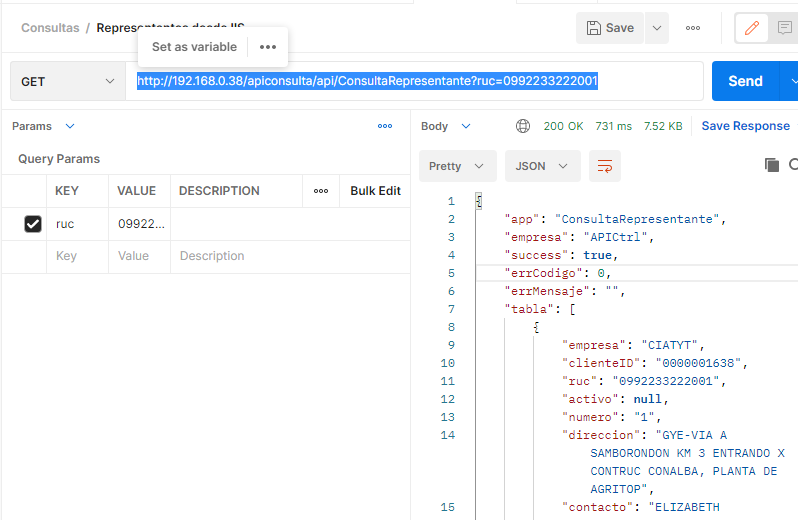 Consultas / Representantes desde IIS
Save
Set as variable
GET
http://192.168.0.38/apiconsulta/api/ConsultaRepresentante?ruc=0992233222001
Send
Params
Body
200 OK 731 ms 7.52 KB Save Response
Query Params
Pretty
JSON
KEY VALUE DESCRIPTION Bulk Edit
ruc 09922...
Key Value Description
1 {
2 "app": "ConsultaRepresentante",
3 "empresa": "APICtrl",
4 "success": true,
5 "errCodigo": 0,
6 "errMensaje": "",
7 "tabla": [
8 {
9 "empresa": "CIATYT",
10 "clienteID": "0000001638",
11 "ruc": "0992233222001",
12 "activo": null,
13 "numero": "1",
14 "direccion": "GYE-VIA A
SAMBORONDON KM 3 ENTRANDO X
CONTRUC CONALBA, PLANTA DE
AGRITOP",
15 "contacto": "ELIZABETH